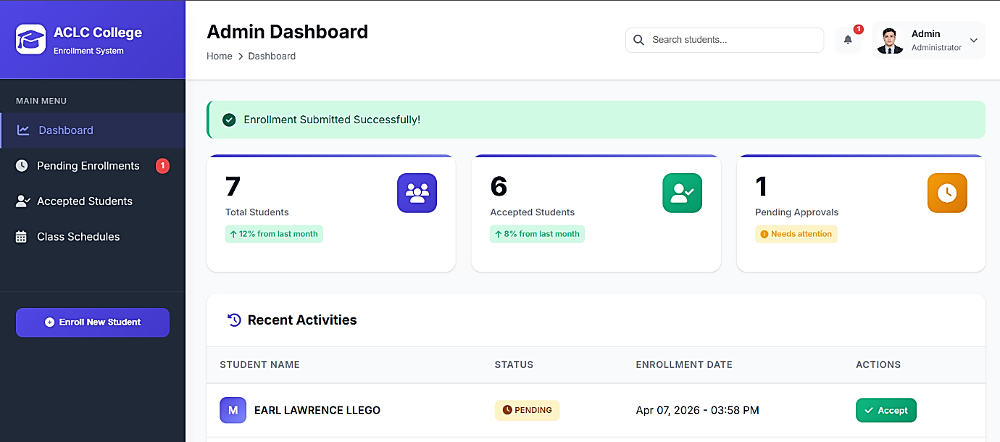 ACLC College
Enrollment System
MAIN MENU
Dashboard
Pending Enrollments 1
Accepted Students
Class Schedules
Enroll New Student
Admin Dashboard
Home > Dashboard
Search students...
1
Admin
Administrator
Enrollment Submitted Successfully!
7
Total Students
↑ 12% from last month
6
Accepted Students
↑ 8% from last month
1
Pending Approvals
Needs attention
Recent Activities
STUDENT NAME STATUS ENROLLMENT DATE ACTIONS
M EARL LAWRENCE LLEGO PENDING Apr 07, 2026 - 03:58 PM Accept